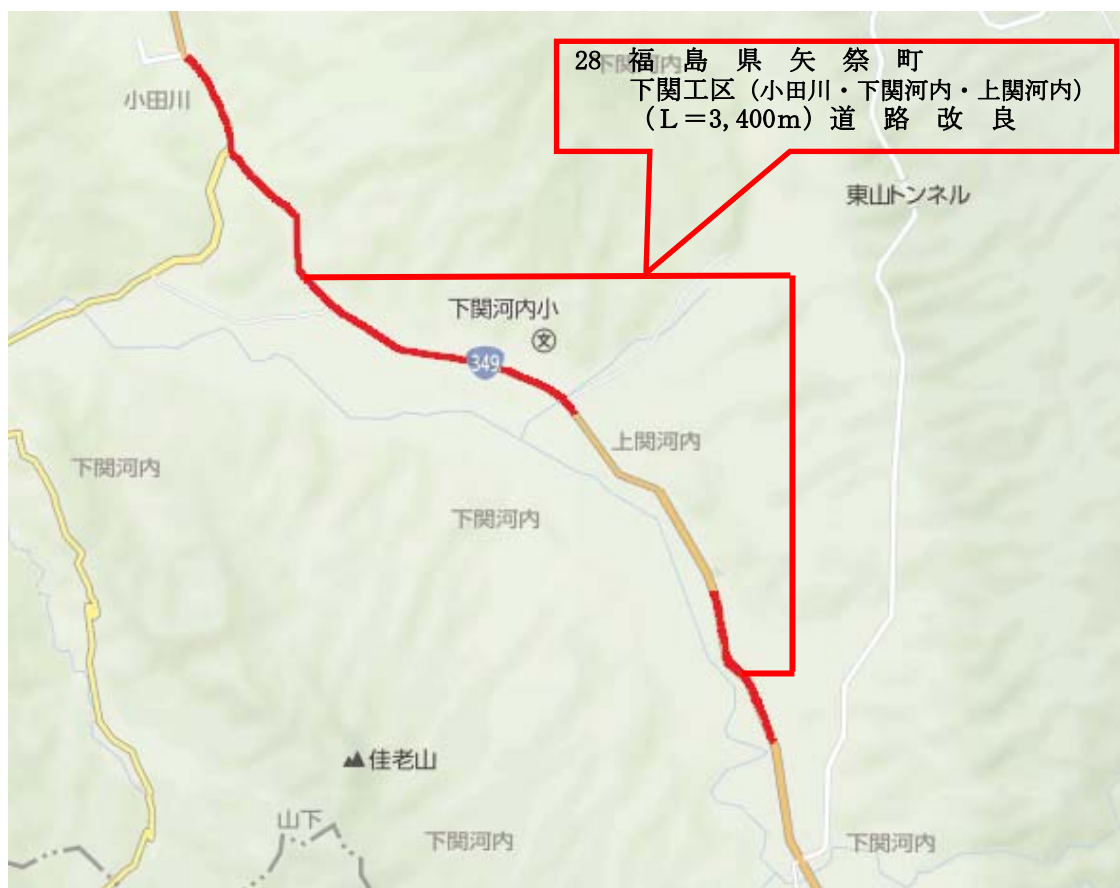 下関河内
28 福島県矢祭町
下関工区（小田川・下関河内・上関河内）
（L＝3,400m）道路改良
小田川
東山トンネル
下関河内小
文
349
上関河内
下関河内
下関河内
佳老山
山下
下関河内
下関河内